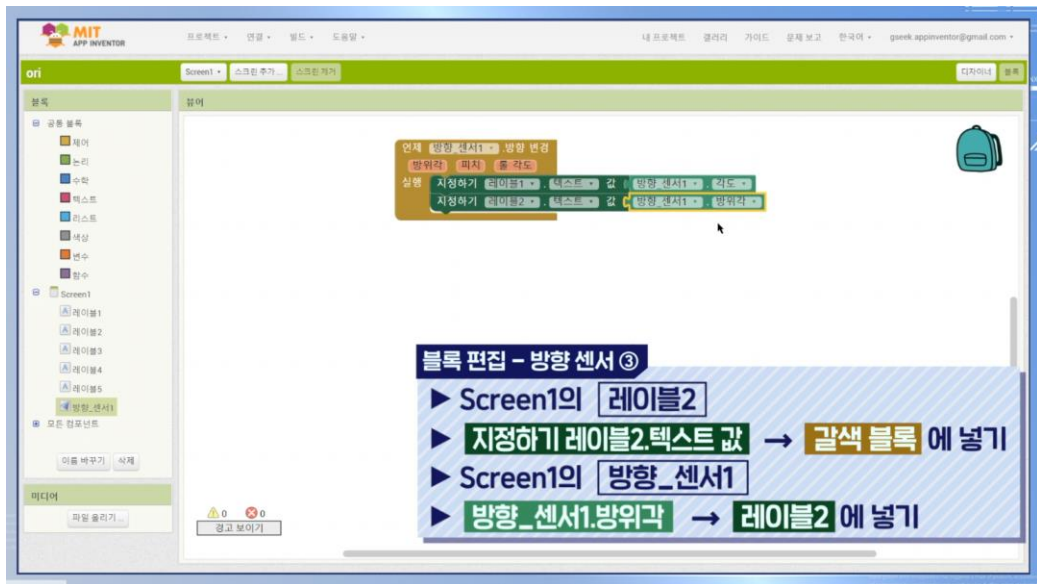 MIT
APP INVENTOR
프로젝트 연결 빌드 도움말
내 프로젝트 갤러리 가이드 문제 보고 한국어 gseek.appinventor@gmail.com
ori
Screen1 스크린 추가... 스크린 제거
디자이너 블록
블록
뷰어
공통 블록
제어
논리
수학
텍스트
리스트
색상
변수
함수
Screen1
레이블1
레이블2
레이블3
레이블4
레이블5
방향_센서1
모든 컴포넌트
이름 바꾸기 삭제
미디어
파일 올리기...
언제 방향_센서1 .방향 변경
방위각 피치 롤 각도
실행 지정하기 레이블1 . 텍스트 값 방향_센서1 . 각도
지정하기 레이블2 . 텍스트 값 방향_센서1 . 방위각
0 0
경고 보이기
블록 편집 – 방향 센서 ③
▶ Screen1의 레이블2
▶ 지정하기 레이블2.텍스트 값 → 갈색 블록 에 넣기
▶ Screen1의 방향_센서1
▶ 방향_센서1.방위각 → 레이블2 에 넣기